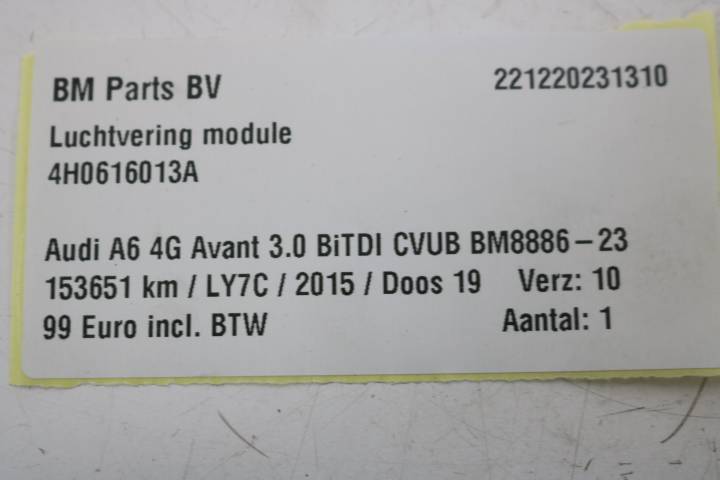 BM Parts BV 221220231310
Luchtvering module
4H0616013A
Audi A6 4G Avant 3.0 BiTDI CVUB BM8886-23
153651 km / LY7C / 2015 / Doos 19 Verz: 10
99 Euro incl. BTW Aantal: 1